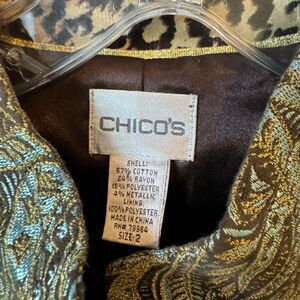 CHICO'S
SHELL:
57% COTTON
24% RAYON
15% POLYESTER
4% METALLIC
LINING:
100% POLYESTER
MADE IN CHINA
RN# 79984
SIZE: 2